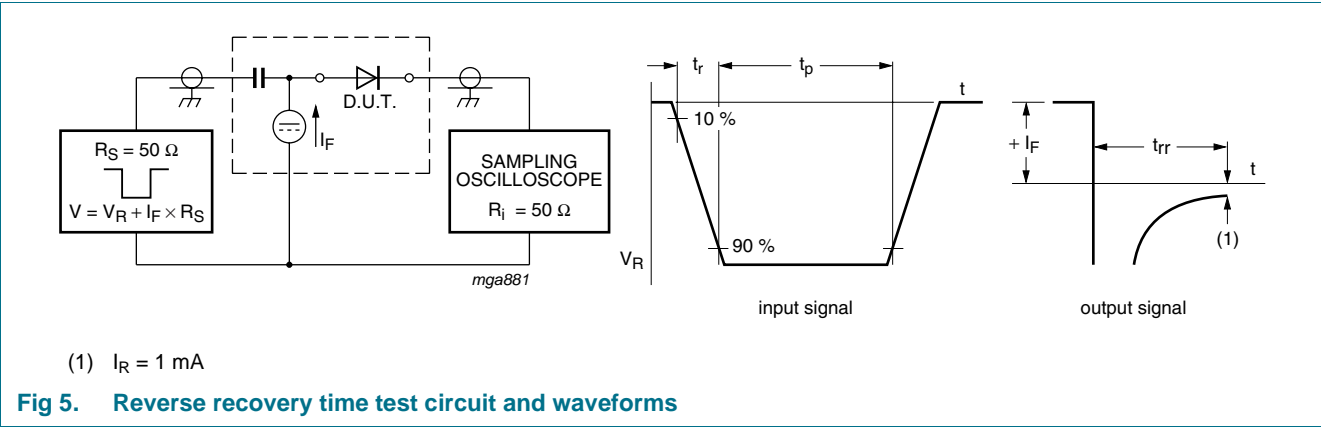 R_S = 50 Ω
V = V_R + I_F × R_S
D.U.T.
I_F
SAMPLING
OSCILLOSCOPE
R_i = 50 Ω
mga881
t_r
t_p
t
10 %
90 %
V_R
input signal
+ I_F
t_rr
t
(1)
output signal
(1) I_R = 1 mA
Fig 5. Reverse recovery time test circuit and waveforms